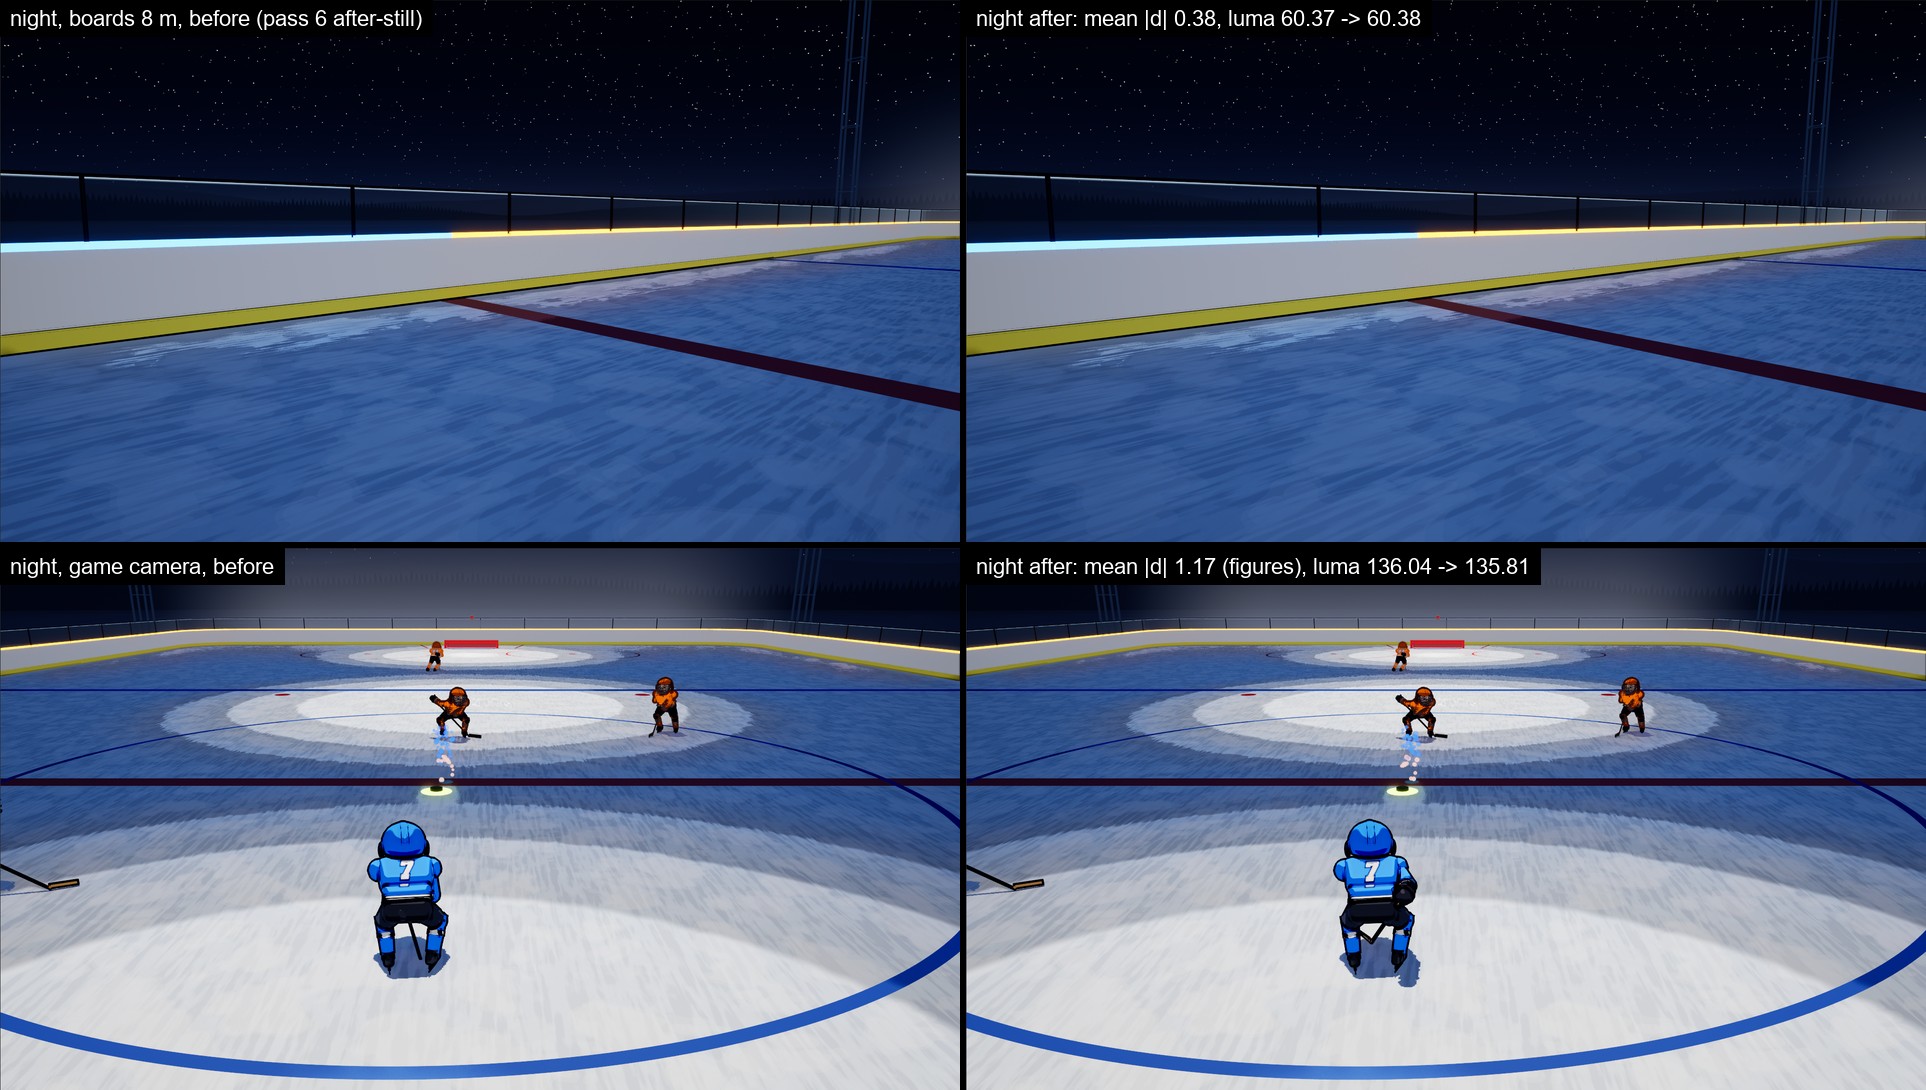 night, boards 8 m, before (pass 6 after-still)
night after: mean |d| 0.38, luma 60.37 -> 60.38
night, game camera, before
night after: mean |d| 1.17 (figures), luma 136.04 -> 135.81
7
7